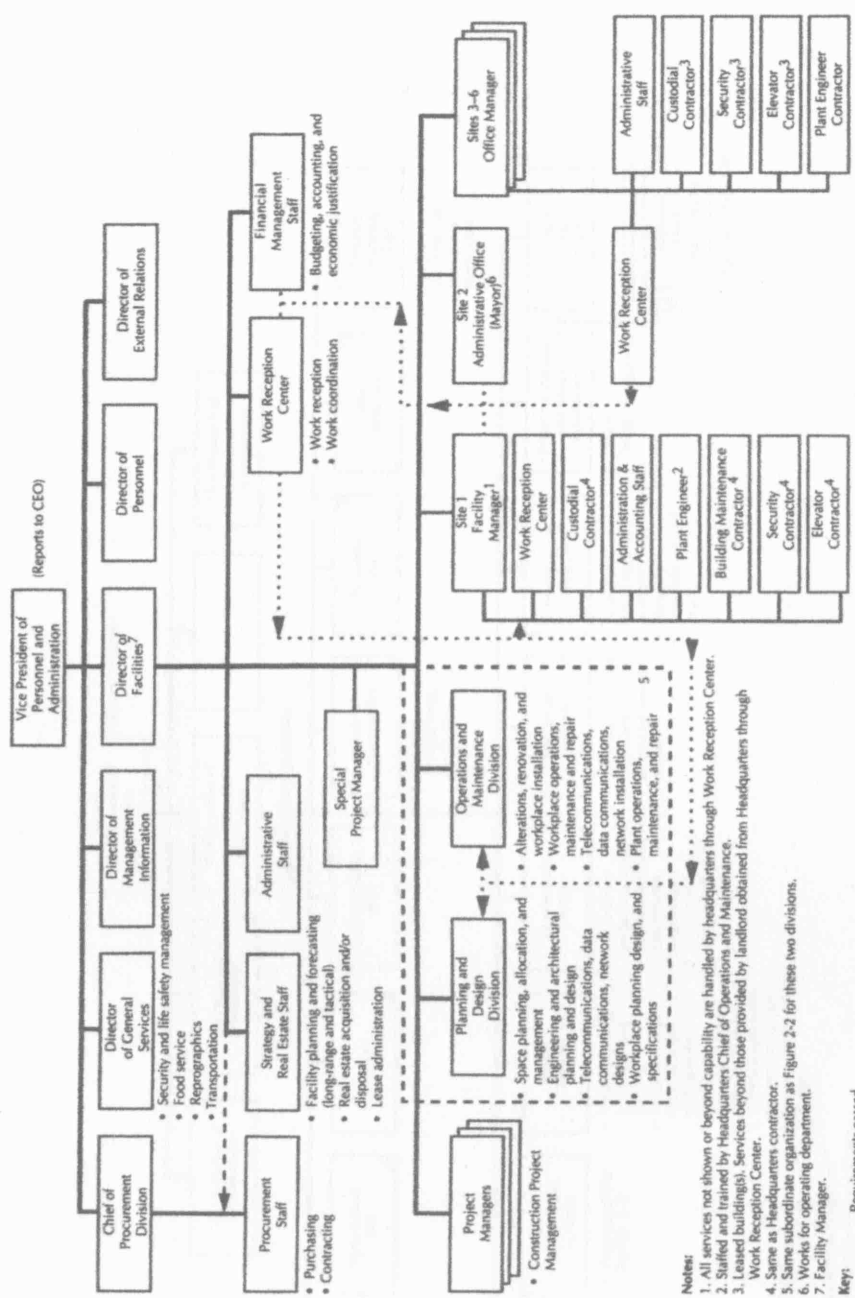 Vice President of
Personnel and
Administration
(Reports to CEO)
Chief of
Procurement
Division
Director
of General
Services
Director of
Management
Information
Director of
Facilities7
Director of
Personnel
Director of
External Relations
• Security and life safety management
• Food service
• Reprographics
• Transportation
Procurement
Staff
• Purchasing
• Contracting
Strategy and
Real Estate Staff
• Facility planning and forecasting
(long-range and tactical)
• Real estate acquisition and/or
disposal
• Lease administration
Administrative
Staff
Special
Project Manager
Work Reception
Center
• Work reception
• Work coordination
Financial
Management
Staff
• Budgeting, accounting, and
economic justification
Project
Managers
• Construction Project
Management
Planning and
Design
Division
• Space planning, allocation, and
management
• Engineering and architectural
planning and design
• Telecommunications, data
communications, network
designs
• Workplace planning design, and
specifications
Operations and
Maintenance
Division
• Alterations, renovation, and
workplace installation
• Workplace operations,
maintenance and repair
• Telecommunications,
data communications,
network installation
• Plant operations,
maintenance, and repair
5
Site 1
Facility
Manager1
Work Reception
Center
Custodial
Contractor4
Administration &
Accounting Staff
Plant Engineer2
Building Maintenance
Contractor4
Security
Contractor4
Elevator
Contractor4
Site 2
Administrative Office
(Mayor)6
Sites 3–6
Office Manager
Work Reception
Center
Administrative
Staff
Custodial
Contractor3
Security
Contractor3
Elevator
Contractor3
Plant Engineer
Contractor
Notes:
1. All services not shown or beyond capability are handled by headquarters through Work Reception Center.
2. Staffed and trained by Headquarters Chief of Operations and Maintenance.
3. Leased building(s). Services beyond those provided by landlord obtained from Headquarters through
Work Reception Center.
4. Same as Headquarters contractor.
5. Same subordinate organization as Figure 2-2 for these two divisions.
6. Works for operating department.
7. Facility Manager.
Key: